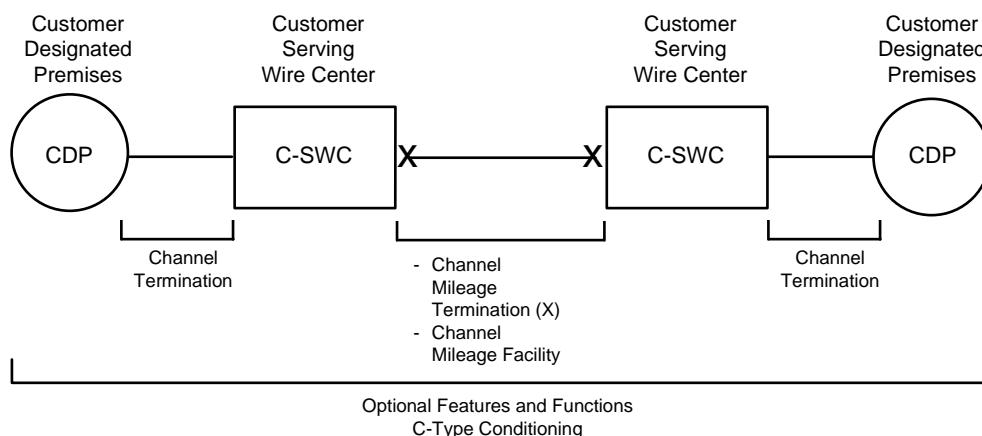 Customer
Designated
Premises
Customer
Serving
Wire Center
Customer
Serving
Wire Center
Customer
Designated
Premises
CDP
C-SWC
X
X
C-SWC
CDP
Channel
Termination
- Channel
Mileage
Termination (X)
- Channel
Mileage Facility
Channel
Termination
Optional Features and Functions
C-Type Conditioning